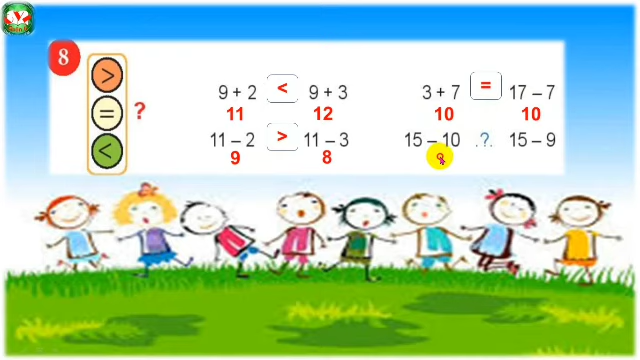 8
> 9 + 2 < 9 + 3 3 + 7 = 17 – 7
= ? 11 12 10 10
< 11 – 2 > 11 – 3 15 – 10 .?. 15 – 9
9 8